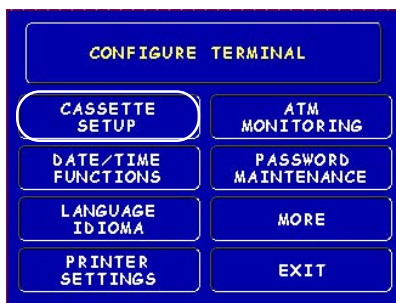 CONFIGURE TERMINAL
CASSETTE
SETUP
ATM
MONITORING
DATE/TIME
FUNCTIONS
PASSWORD
MAINTENANCE
LANGUAGE
IDIOMA
MORE
PRINTER
SETTINGS
EXIT